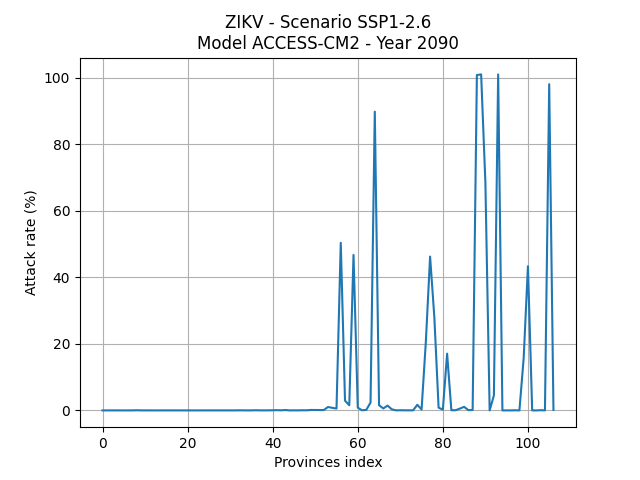 ZIKV - Scenario SSP1-2.6
Model ACCESS-CM2 - Year 2090
100
80
60
40
20
0
Attack rate (%)
0 20 40 60 80 100
Provinces index